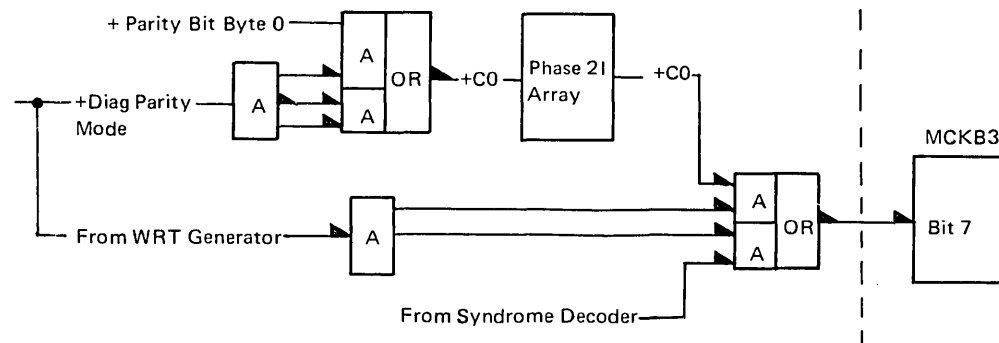 + Parity Bit Byte 0
A
OR
+C0
Phase 21
Array
+C0
+Diag Parity
Mode
A
A
MCKB3
A
OR
Bit 7
From WRT Generator
A
A
From Syndrome Decoder